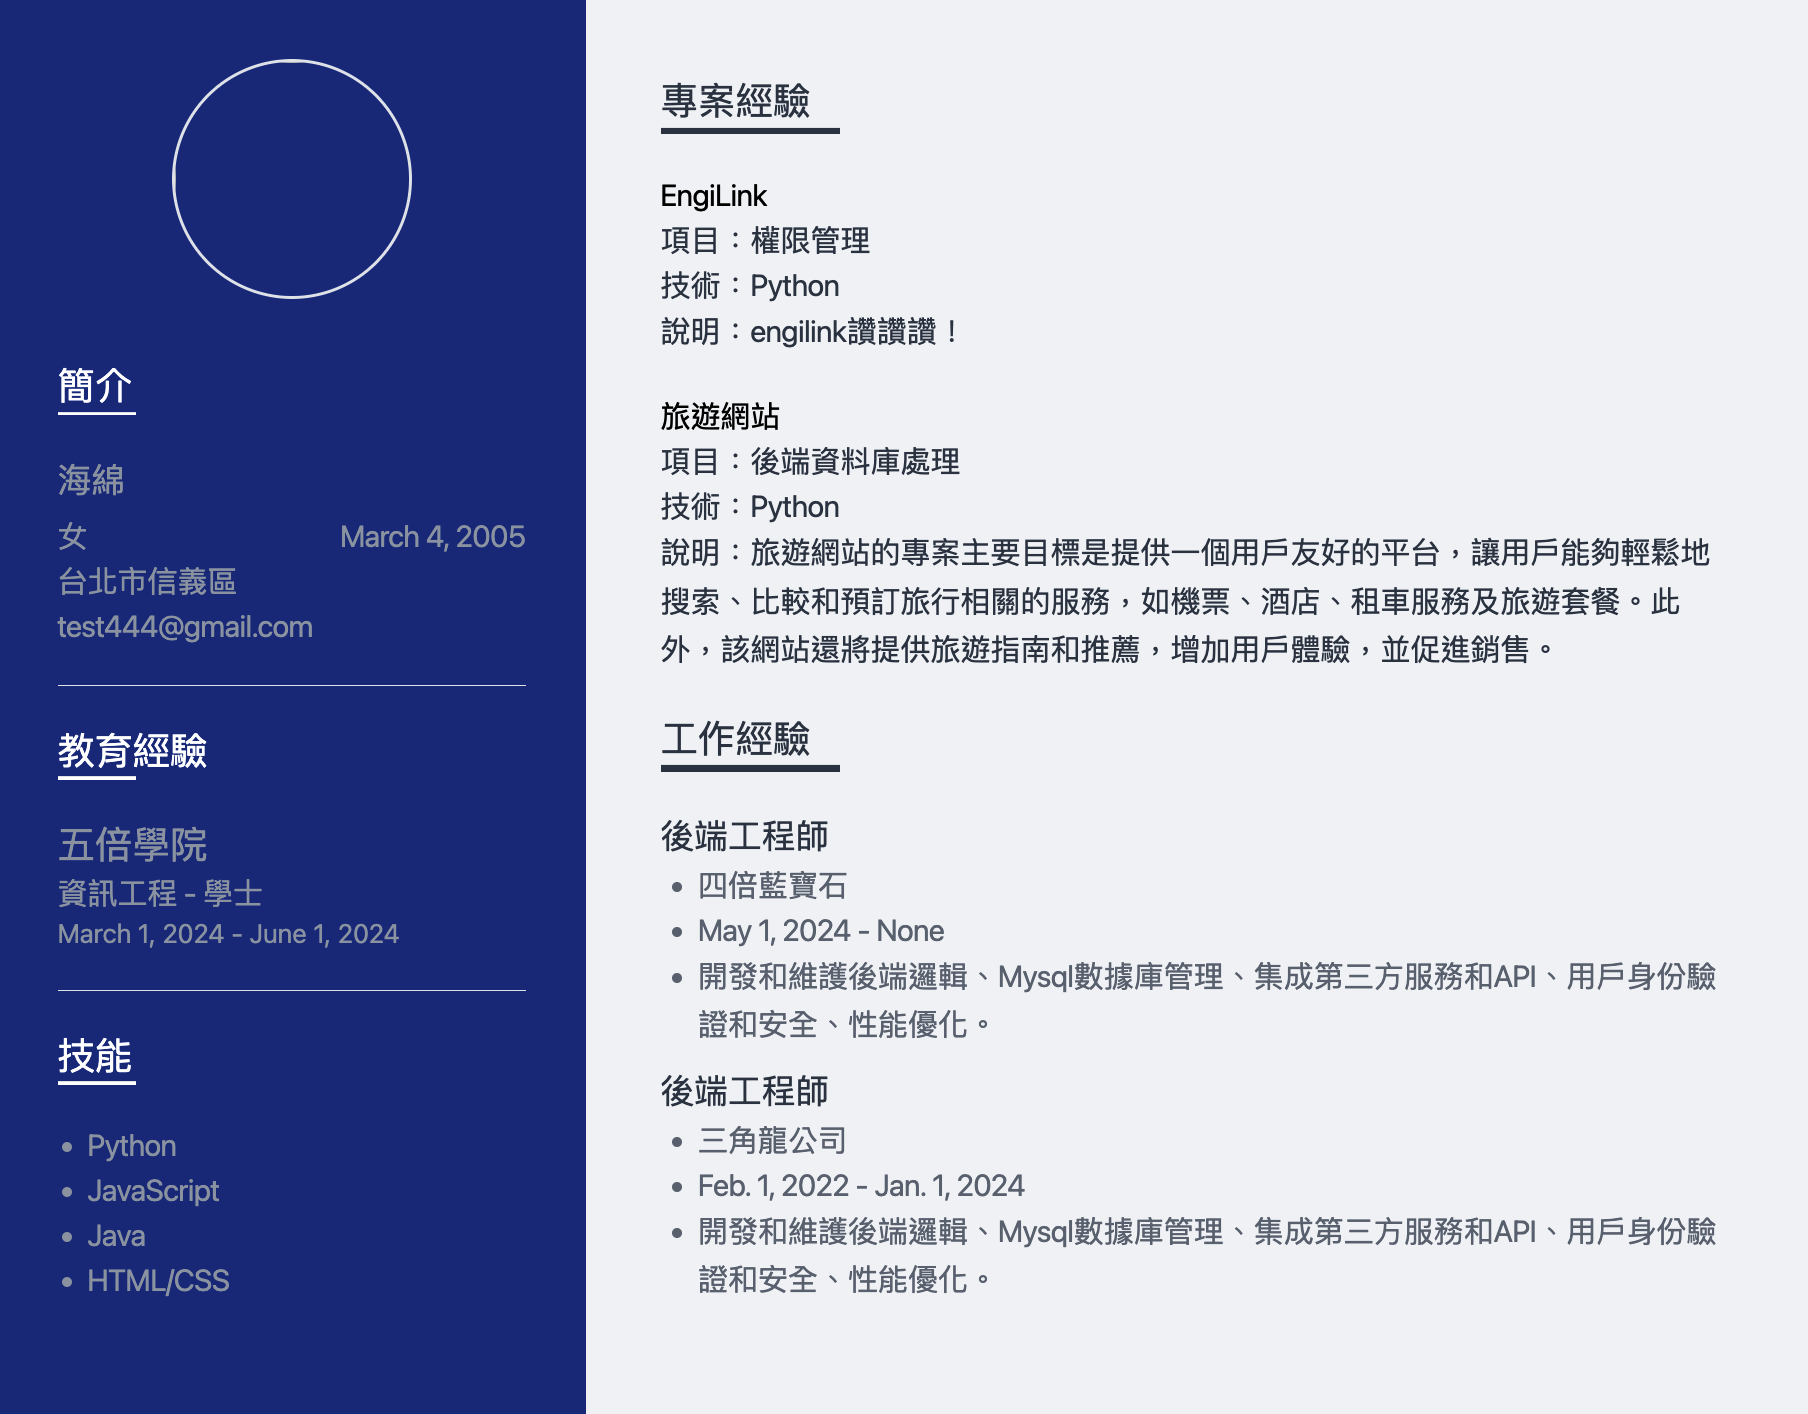 簡介
海綿
女 March 4, 2005
台北市信義區
test444@gmail.com
教育經驗
五倍學院
資訊工程 - 學士
March 1, 2024 - June 1, 2024
技能
• Python
• JavaScript
• Java
• HTML/CSS
專案經驗
EngiLink
項目：權限管理
技術：Python
說明：engilink讚讚讚！
旅遊網站
項目：後端資料庫處理
技術：Python
說明：旅遊網站的專案主要目標是提供一個用戶友好的平台，讓用戶能夠輕鬆地
搜索、比較和預訂旅行相關的服務，如機票、酒店、租車服務及旅遊套餐。此
外，該網站還將提供旅遊指南和推薦，增加用戶體驗，並促進銷售。
工作經驗
後端工程師
• 四倍藍寶石
• May 1, 2024 - None
• 開發和維護後端邏輯、Mysql數據庫管理、集成第三方服務和API、用戶身份驗
證和安全、性能優化。
後端工程師
• 三角龍公司
• Feb. 1, 2022 - Jan. 1, 2024
• 開發和維護後端邏輯、Mysql數據庫管理、集成第三方服務和API、用戶身份驗
證和安全、性能優化。